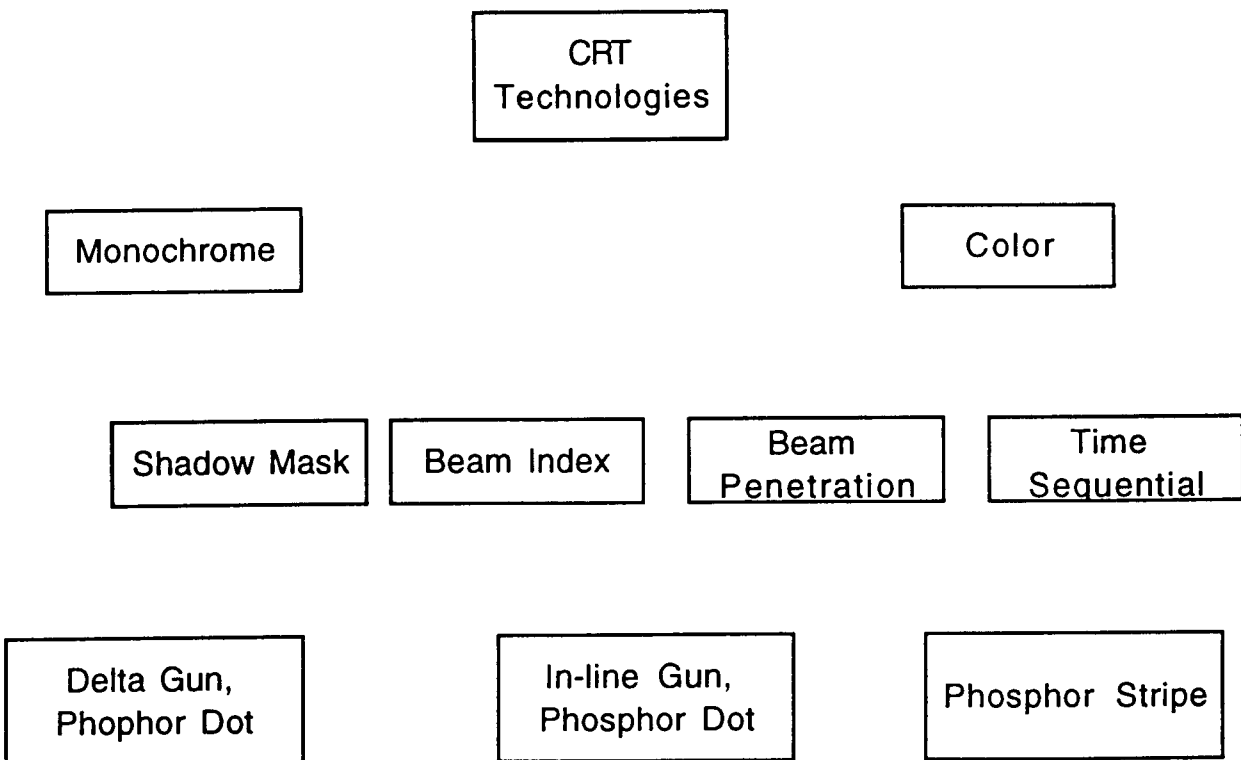 CRT
Technologies
Monochrome
Color
Shadow Mask
Beam Index
Beam
Penetration
Time
Sequential
Delta Gun,
Phophor Dot
In-line Gun,
Phosphor Dot
Phosphor Stripe